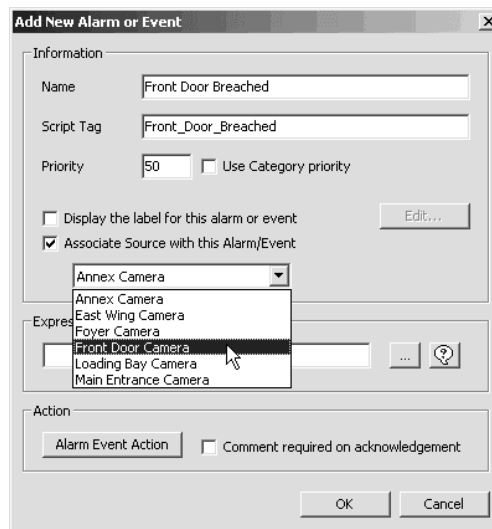 Add New Alarm or Event
Information
Name
Front Door Breached
Script Tag
Front_Door_Breached
Priority
50
Use Category priority
Display the label for this alarm or event
Edit...
Associate Source with this Alarm/Event
Annex Camera
Annex Camera
East Wing Camera
Foyer Camera
Front Door Camera
Loading Bay Camera
Main Entrance Camera
...
Action
Alarm Event Action
Comment required on acknowledgement
OK
Cancel